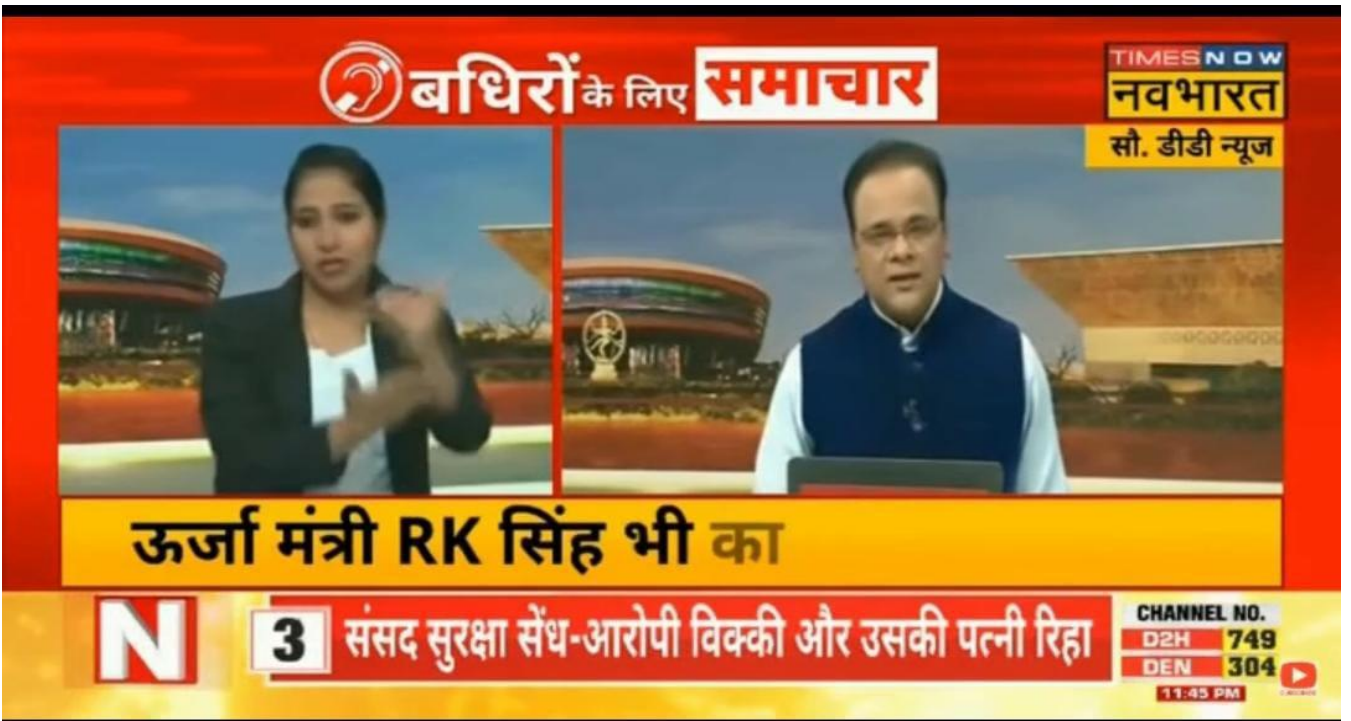 बधिरों के लिए समाचार
TIMES NOW
नवभारत
सौ. डीडी न्यूज
ऊर्जा मंत्री RK सिंह भी का
N
3 संसद सुरक्षा सेंध-आरोपी विक्की और उसकी पत्नी रिहा
CHANNEL NO.
D2H 749
DEN 304
11:45 PM